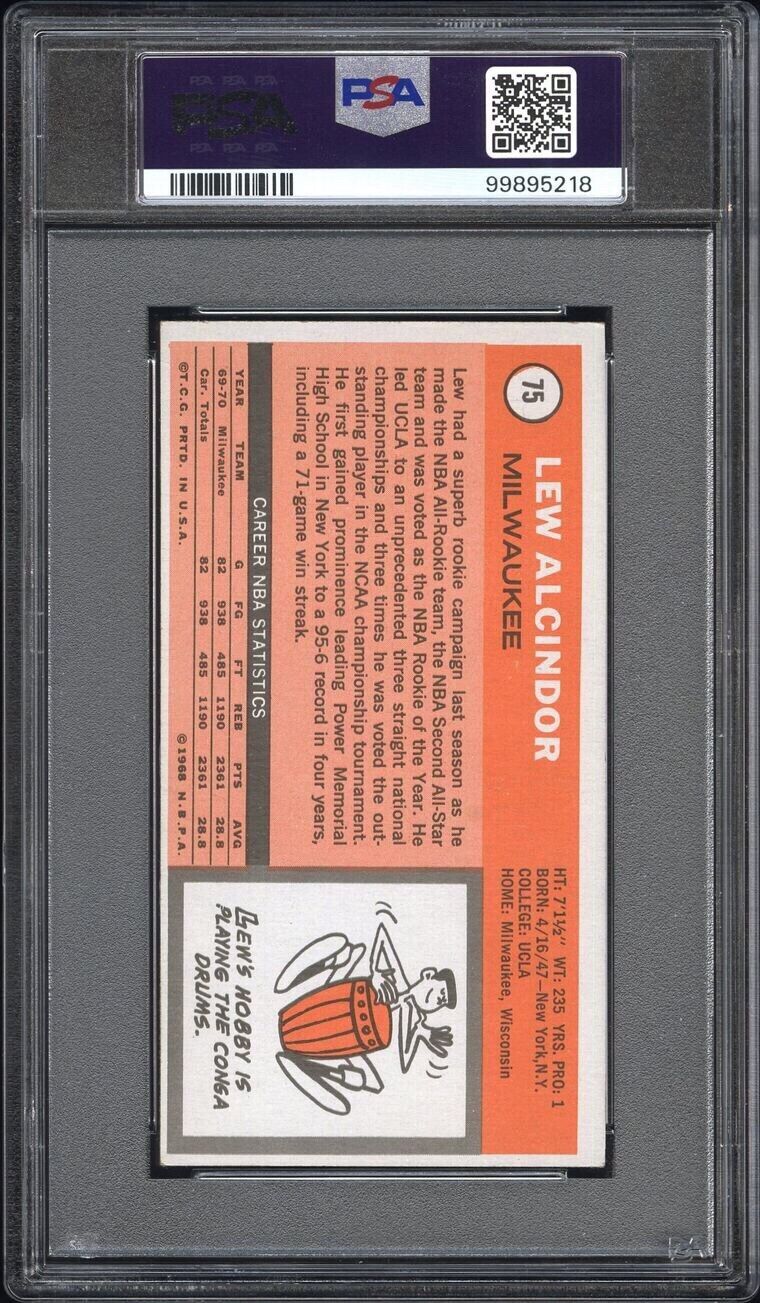 PSA PSA PSA
PSA
PSA PSA PSA
PSA
99895218
75
LEW ALCINDOR
MILWAUKEE
HT: 7'1½" WT: 235 YRS. PRO: 1
BORN: 4/16/47—New York,N.Y.
COLLEGE: UCLA
HOME: Milwaukee, Wisconsin
Lew had a superb rookie campaign last season as he
made the NBA All-Rookie team, the NBA Second All-Star
team and was voted as the NBA Rookie of the Year. He
led UCLA to an unprecedented three straight national
championships and three times he was voted the out-
standing player in the NCAA championship tournament.
He first gained prominence leading Power Memorial
High School in New York to a 95-6 record in four years,
including a 71-game win streak.
CAREER NBA STATISTICS
YEAR TEAM G FG FT REB PTS AVG
69-70 Milwaukee 82 938 485 1190 2361 28.8
Car. Totals 82 938 485 1190 2361 28.8
©T.C.G. PRTD. IN U.S.A. ©1968 N.B.P.A.
LEW'S HOBBY IS
PLAYING THE CONGA
DRUMS.